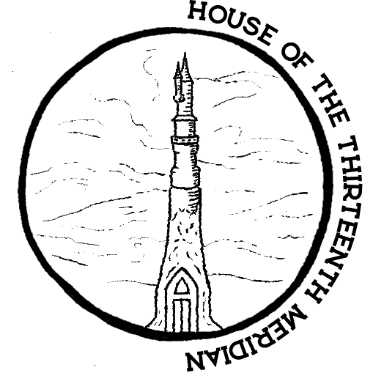 HOUSE OF THE THIRTEENTH MERIDIAN